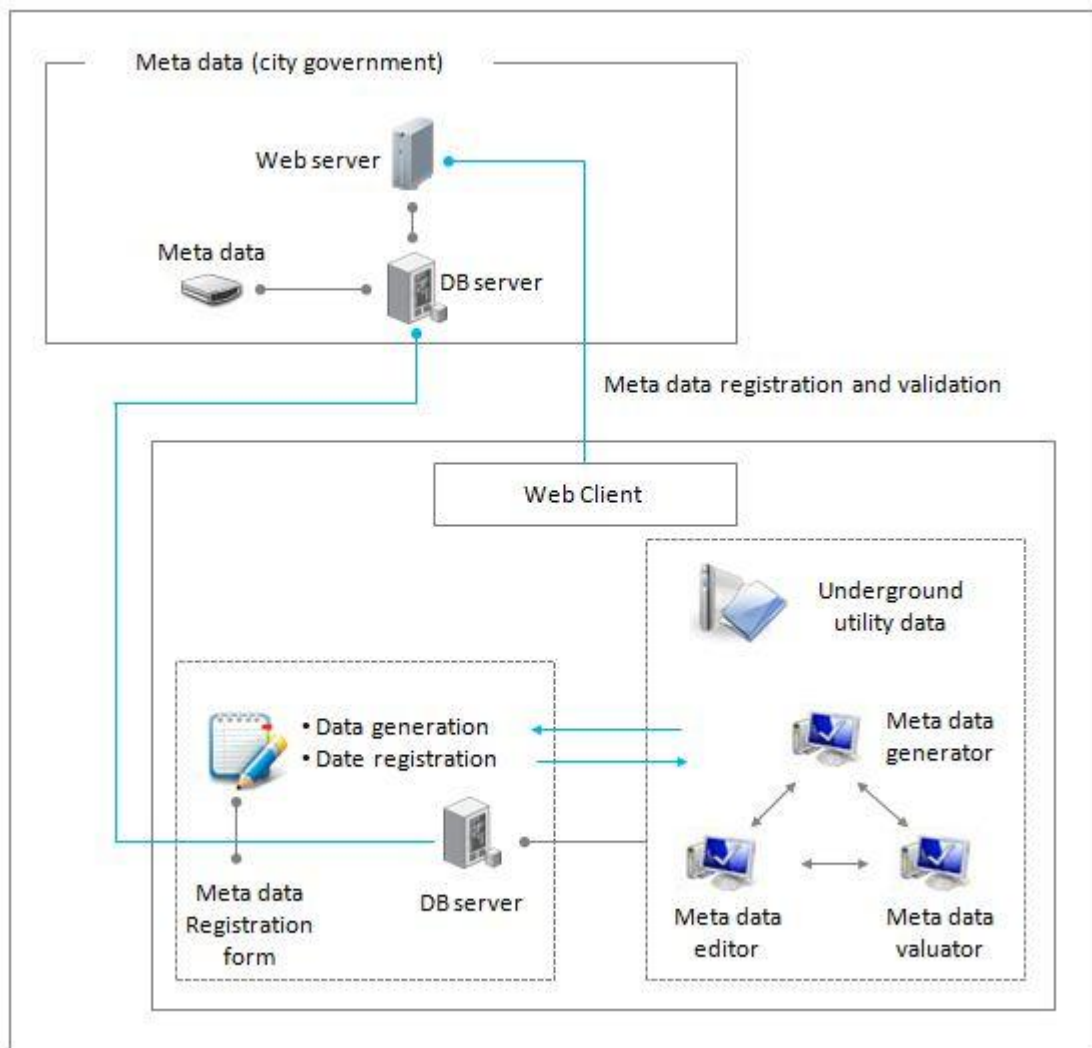 Meta data (city government)
Web server
Meta data
DB server
Meta data registration and validation
Web Client
Underground
utility data
• Data generation
• Date registration
Meta data
generator
Meta data
Registration
form
DB server
Meta data
editor
Meta data
valuator